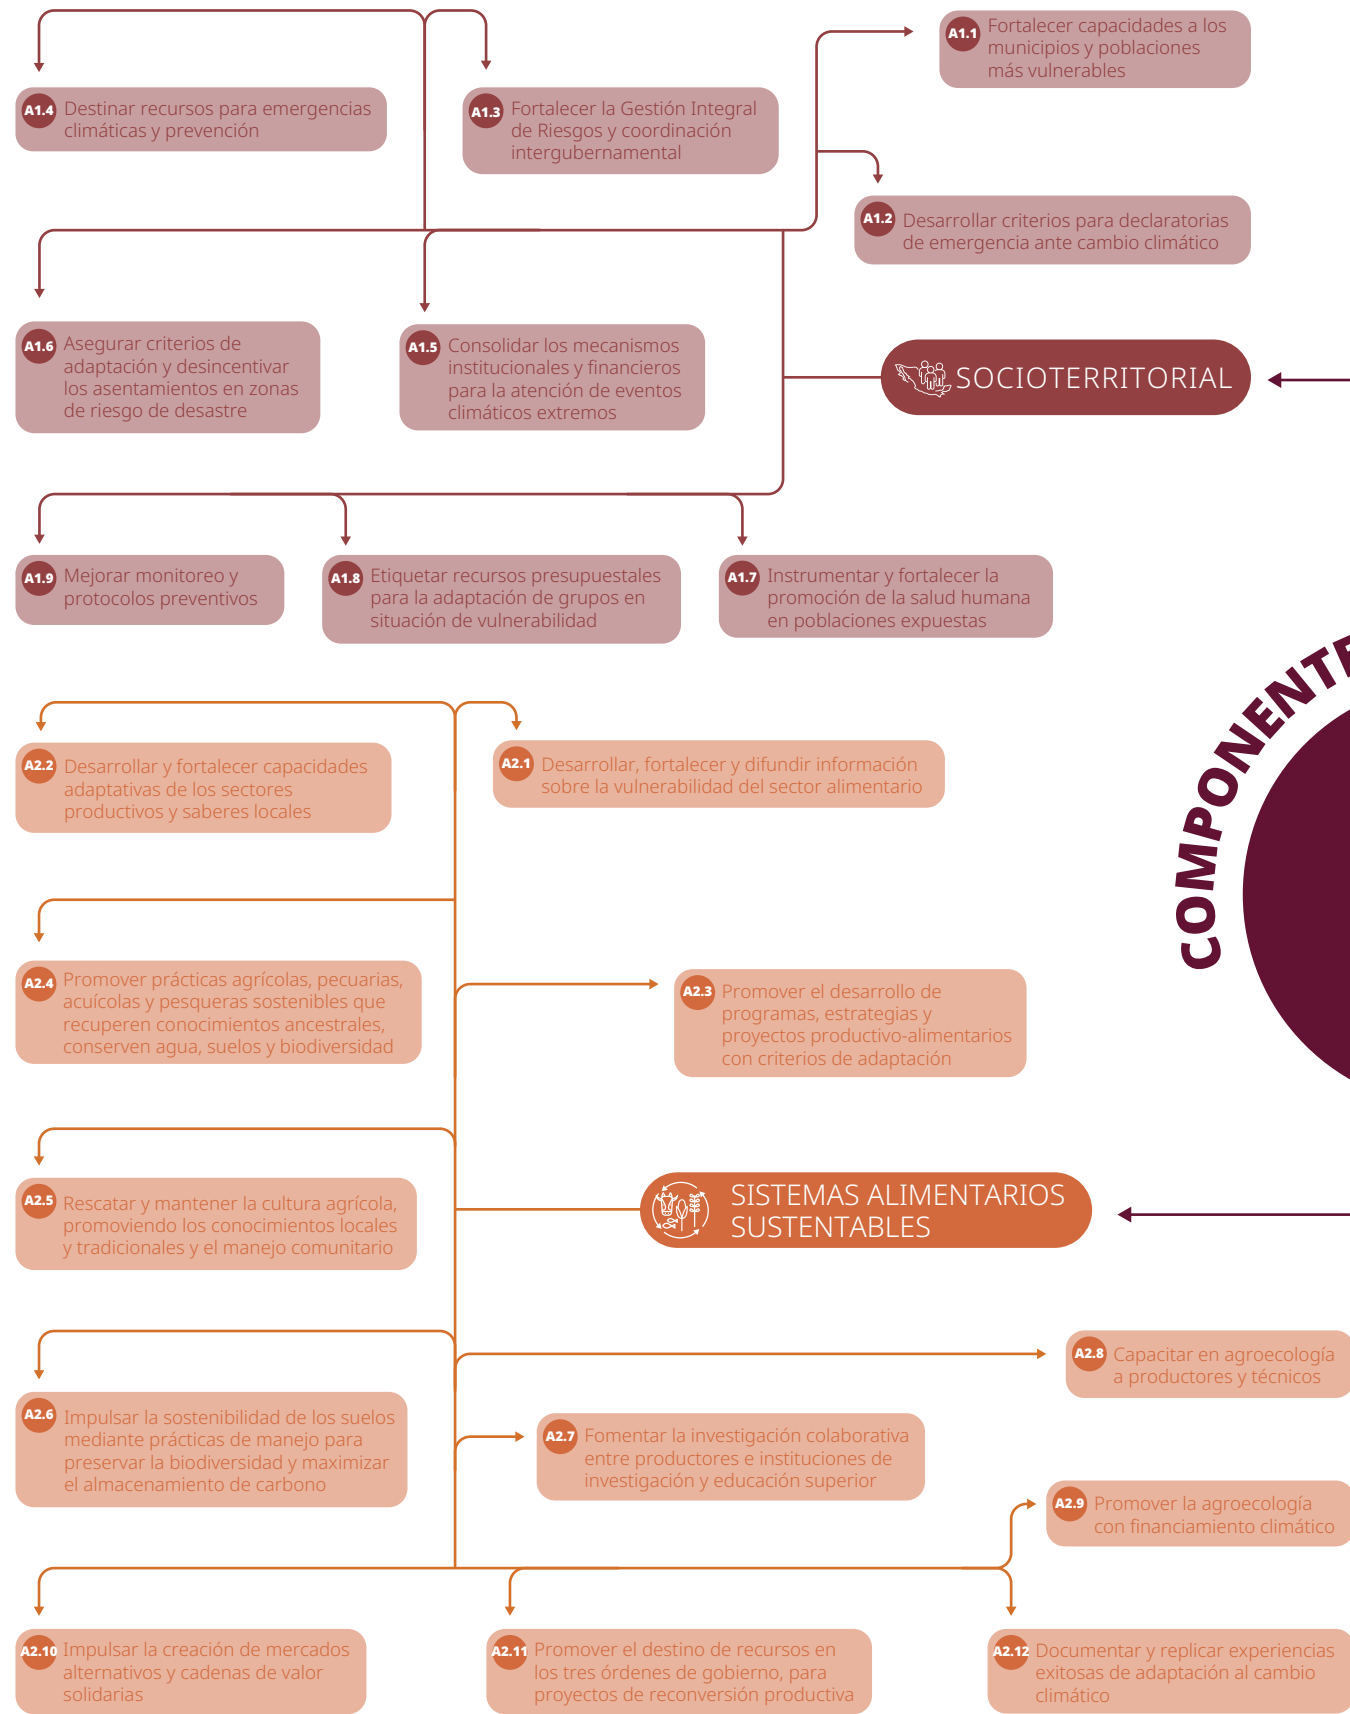 A1.1 Fortalecer capacidades a los
municipios y poblaciones
más vulnerables
A1.4 Destinar recursos para emergencias
climáticas y prevención
A1.3 Fortalecer la Gestión Integral
de Riesgos y coordinación
intergubernamental
A1.2 Desarrollar criterios para declaratorias
de emergencia ante cambio climático
A1.6 Asegurar criterios de
adaptación y desincentivar
los asentamientos en zonas
de riesgo de desastre
A1.5 Consolidar los mecanismos
institucionales y financieros
para la atención de eventos
climáticos extremos
SOCIOTERRITORIAL
A1.9 Mejorar monitoreo y
protocolos preventivos
A1.8 Etiquetar recursos presupuestales
para la adaptación de grupos en
situación de vulnerabilidad
A1.7 Instrumentar y fortalecer la
promoción de la salud humana
en poblaciones expuestas
COMPONENTE
A2.2 Desarrollar y fortalecer capacidades
adaptativas de los sectores
productivos y saberes locales
A2.1 Desarrollar, fortalecer y difundir información
sobre la vulnerabilidad del sector alimentario
A2.4 Promover prácticas agrícolas, pecuarias,
acuícolas y pesqueras sostenibles que
recuperen conocimientos ancestrales,
conserven agua, suelos y biodiversidad
A2.3 Promover el desarrollo de
programas, estrategias y
proyectos productivo-alimentarios
con criterios de adaptación
A2.5 Rescatar y mantener la cultura agrícola,
promoviendo los conocimientos locales
y tradicionales y el manejo comunitario
SISTEMAS ALIMENTARIOS
SUSTENTABLES
A2.8 Capacitar en agroecología
a productores y técnicos
A2.6 Impulsar la sostenibilidad de los suelos
mediante prácticas de manejo para
preservar la biodiversidad y maximizar
el almacenamiento de carbono
A2.7 Fomentar la investigación colaborativa
entre productores e instituciones de
investigación y educación superior
A2.9 Promover la agroecología
con financiamiento climático
A2.10 Impulsar la creación de mercados
alternativos y cadenas de valor
solidarias
A2.11 Promover el destino de recursos en
los tres órdenes de gobierno, para
proyectos de reconversión productiva
A2.12 Documentar y replicar experiencias
exitosas de adaptación al cambio
climático